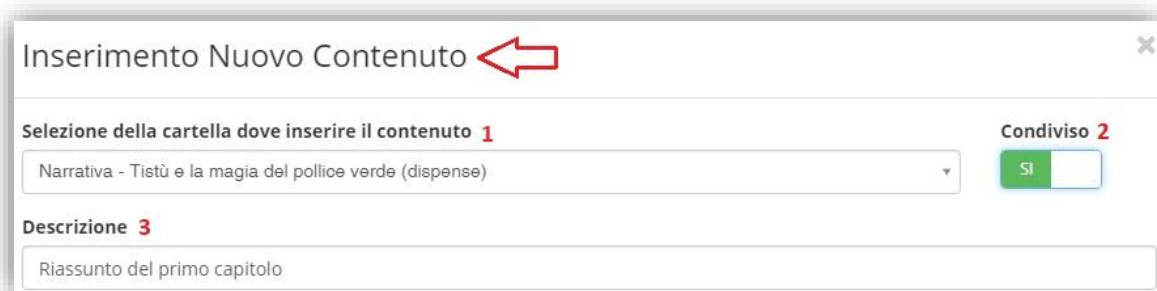 Inserimento Nuovo Contenuto
Selezione della cartella dove inserire il contenuto 1
Condiviso 2
Narrativa - Tistù e la magia del pollice verde (dispense)
SI
Descrizione 3
Riassunto del primo capitolo